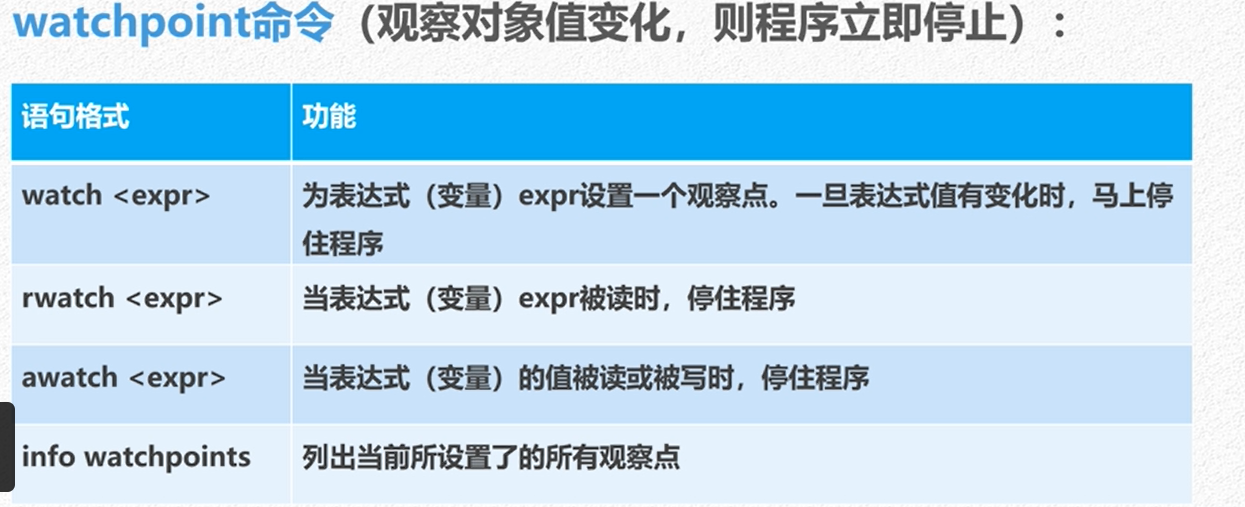 watchpoint命令（观察对象值变化，则程序立即停止）：
语句格式 功能
watch <expr> 为表达式（变量）expr设置一个观察点。一旦表达式值有变化时，马上停
住程序
rwatch <expr> 当表达式（变量）expr被读时，停住程序
awatch <expr> 当表达式（变量）的值被读或被写时，停住程序
info watchpoints 列出当前所设置了的所有观察点